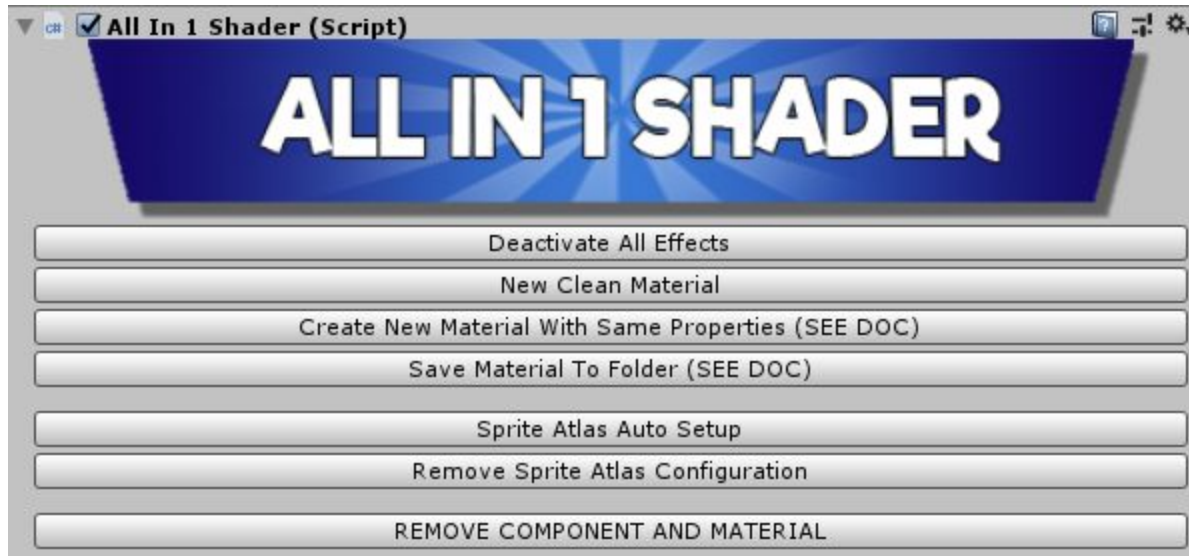 c#
All In 1 Shader (Script)
ALL IN 1 SHADER
Deactivate All Effects
New Clean Material
Create New Material With Same Properties (SEE DOC)
Save Material To Folder (SEE DOC)
Sprite Atlas Auto Setup
Remove Sprite Atlas Configuration
REMOVE COMPONENT AND MATERIAL